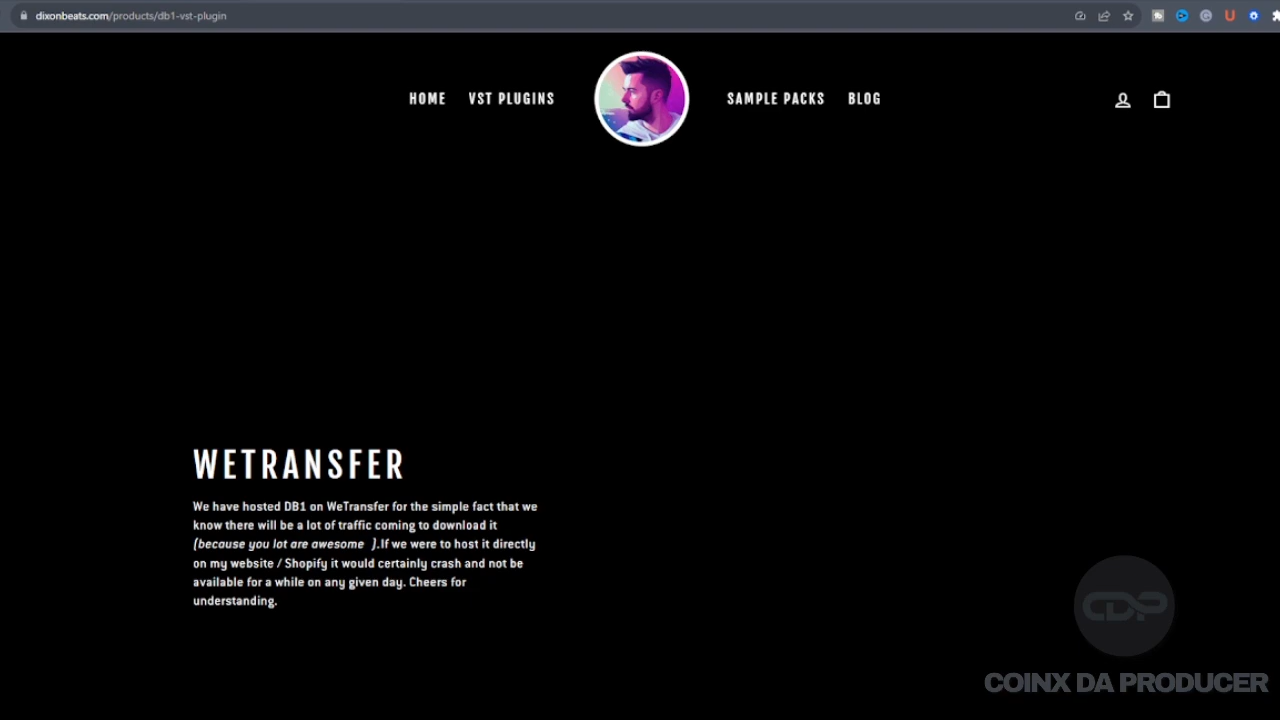 dixonbeats.com/products/db1-vst-plugin
HOME VST PLUGINS SAMPLE PACKS BLOG
WETRANSFER
We have hosted DB1 on WeTransfer for the simple fact that we
know there will be a lot of traffic coming to download it
(because you lot are awesome ).If we were to host it directly
on my website / Shopify it would certainly crash and not be
available for a while on any given day. Cheers for
understanding.
CDP
COINX DA PRODUCER